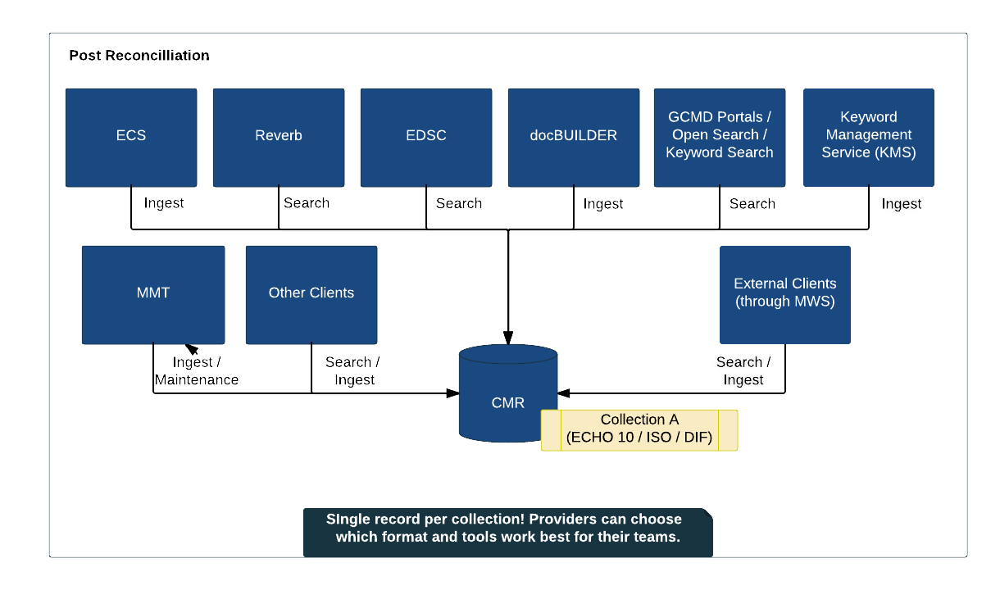 Post Reconcilliation
ECS
Reverb
EDSC
docBUILDER
GCMD Portals /
Open Search /
Keyword Search
Keyword
Management
Service (KMS)
Ingest
Search
Search
Ingest
Search
Ingest
MMT
Other Clients
External Clients
(through MWS)
Ingest /
Maintenance
Search /
Ingest
Search /
Ingest
CMR
Collection A
(ECHO 10 / ISO / DIF)
SIngle record per collection! Providers can choose
which format and tools work best for their teams.